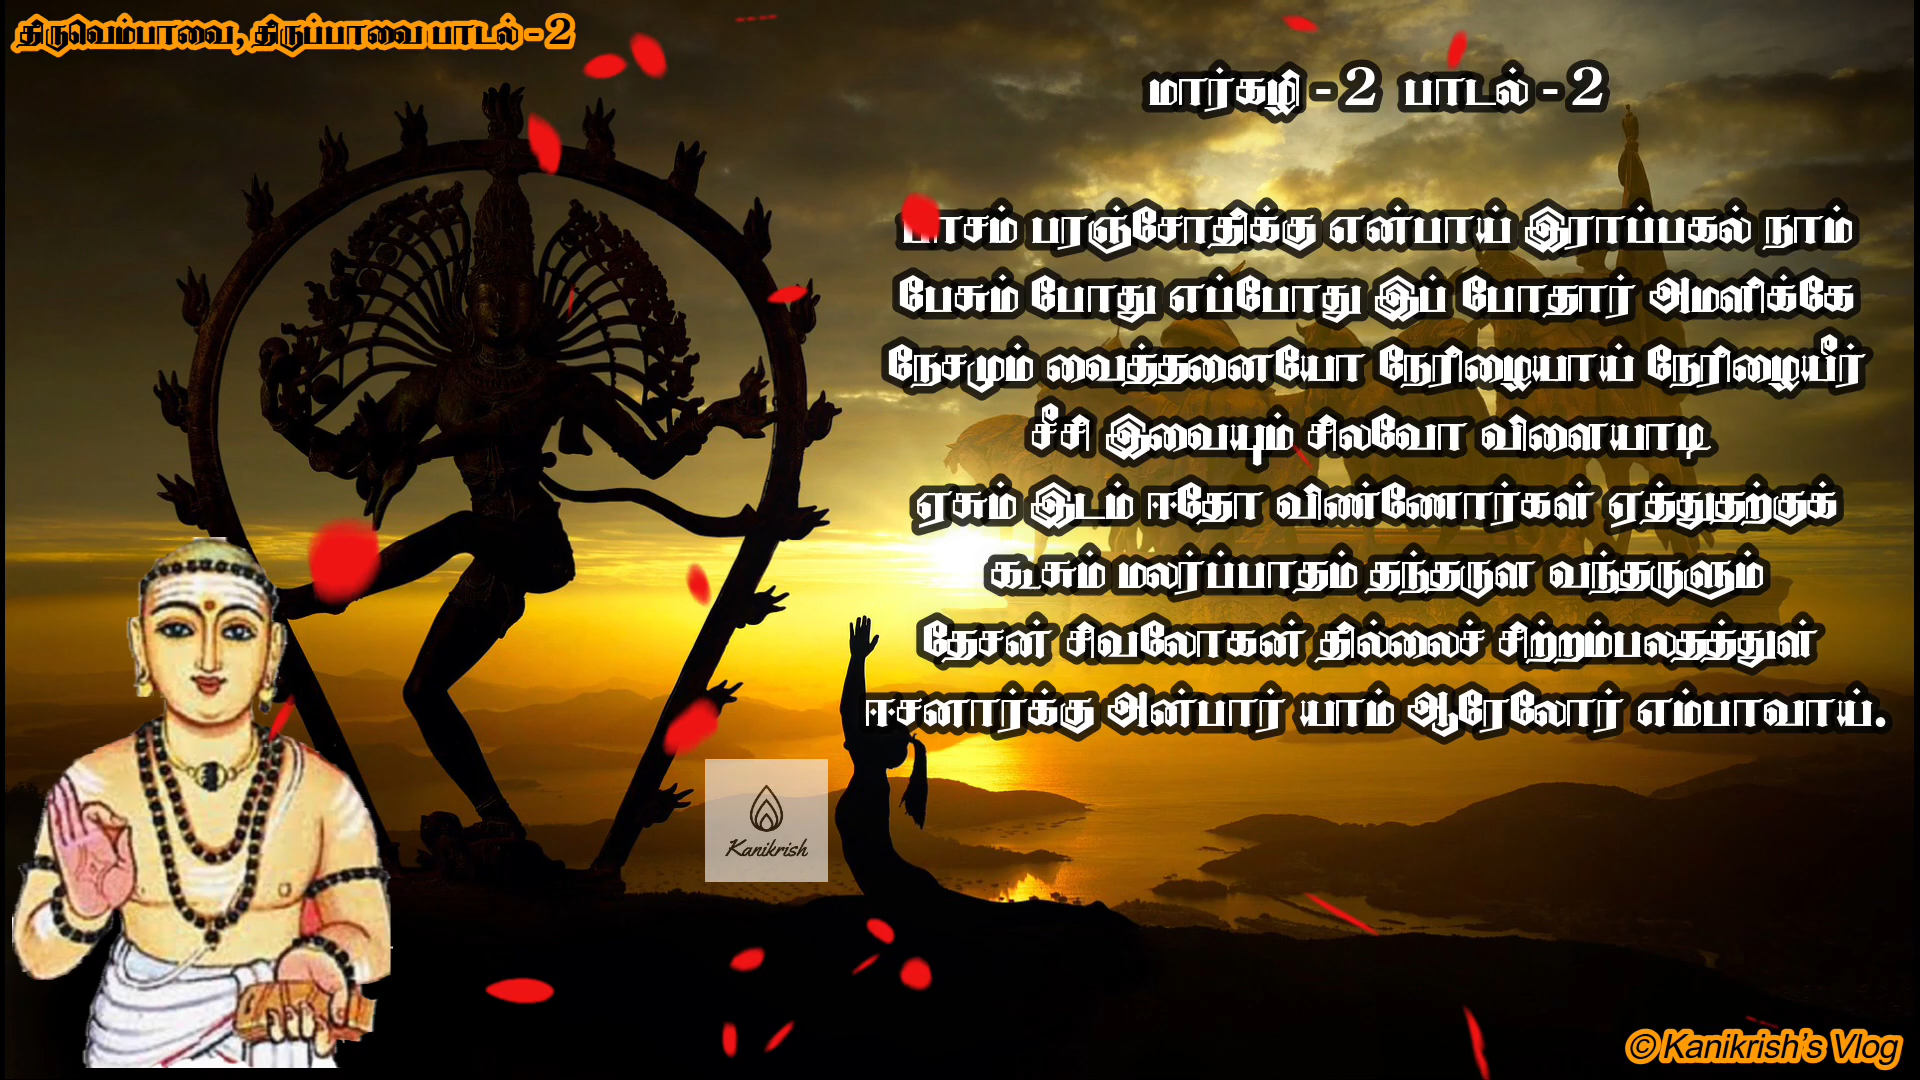 திருவெம்பாவை, திருப்பாவை பாடல் - 2
மார்கழி - 2 பாடல் - 2
பரஞ்சோதிக்கு என்பாய் இராப்பகல் நாம்
பேசும் போது எப்போது இப் போதார் அமளிக்கே
நேசமும் வைத்தனையோ நேரிழையாய் நேரிழையீர்
சீசி இவையும் சிலவோ விளையாடி
ஏசும் இடம் ஈதோ விண்ணோர்கள் ஏத்துதற்குக்
கூசும் மலர்ப்பாதம் தந்தருள வந்தருளும்
தேசன் சிவலோகன் தில்லைச் சிற்றம்பலதத்துள்
ஈசனார்க்கு அன்பார் யாம் ஆரேலோர் எம்பாவாய்.
Kanikrish
©Kanikrish's Vlog